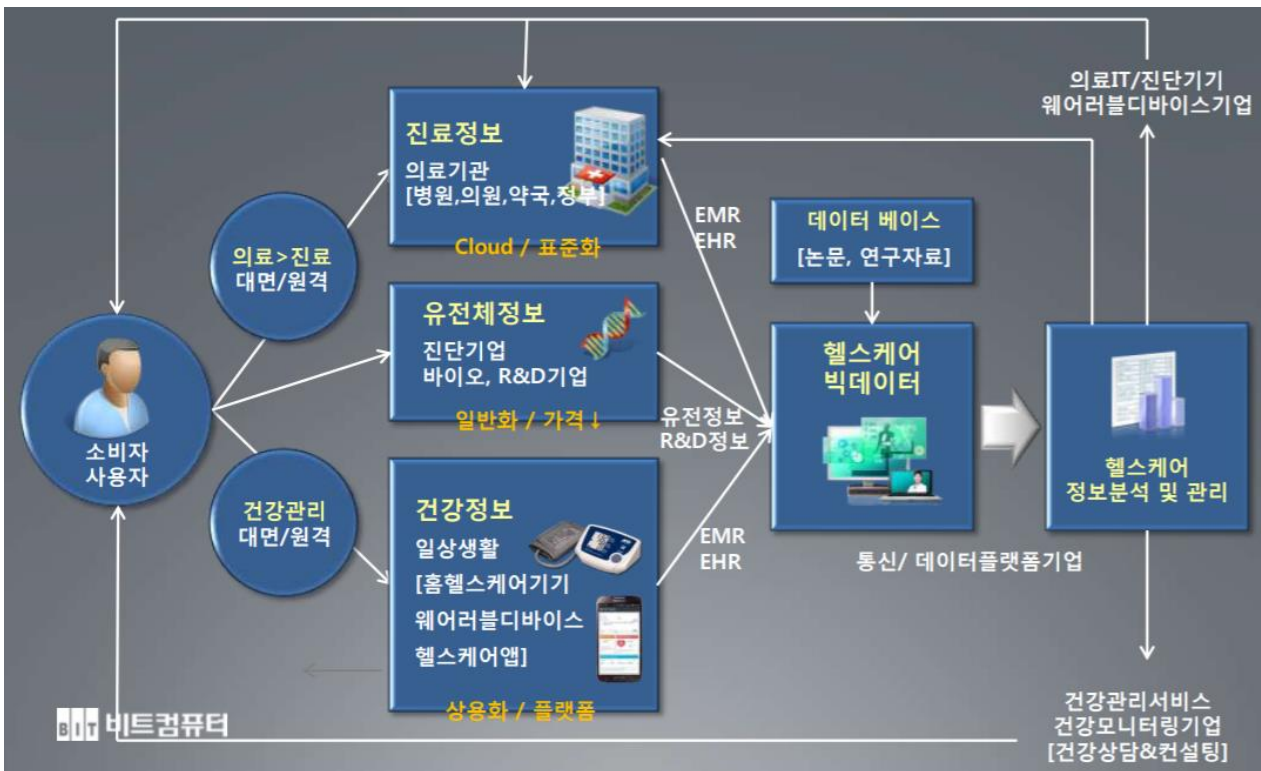 의료IT/진단기기
웨어러블디바이스기업
진료정보
의료기관
[병원,의원,약국,정부]
Cloud / 표준화
의료>진료
대면/원격
EMR
EHR
데이터 베이스
[논문, 연구자료]
유전체정보
진단기업
바이오, R&D기업
일반화 / 가격↓
유전정보
R&D정보
헬스케어
빅데이터
헬스케어
정보분석 및 관리
소비자
사용자
건강관리
대면/원격
건강정보
일상생활
[홈헬스케어기기
웨어러블디바이스
헬스케어앱]
상용화 / 플랫폼
EMR
EHR
통신/ 데이터플랫폼기업
건강관리서비스
건강모니터링기업
[건강상담&컨설팅]
BIT 비트컴퓨터